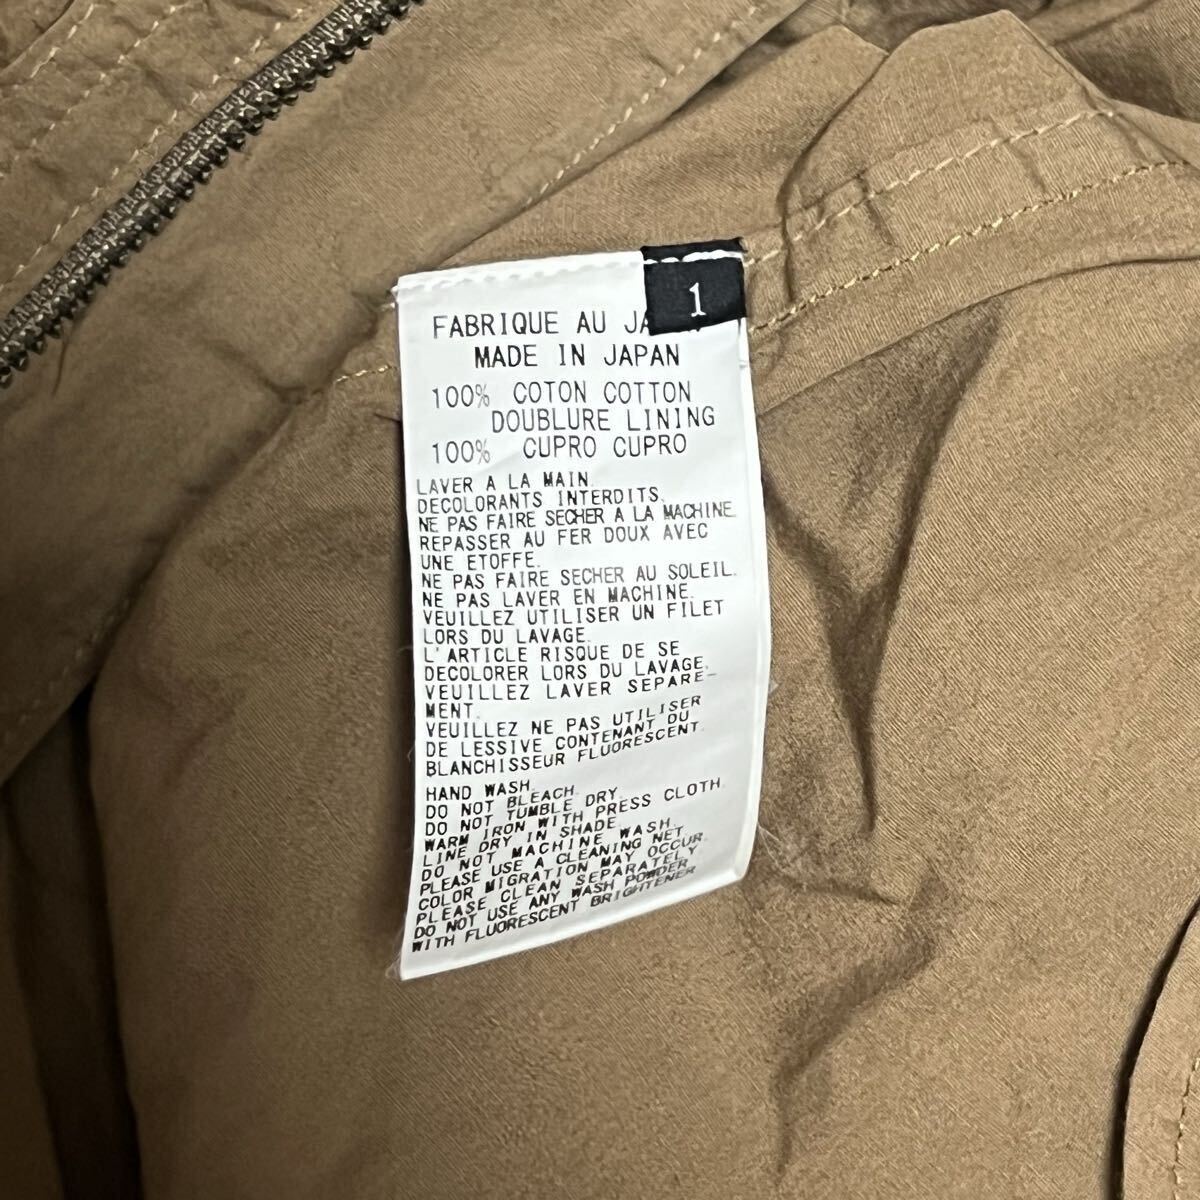 1
FABRIQUE AU
MADE IN JAPAN
100% COTON COTTON
DOUBLURE LINING
100% CUPRO CUPRO
LAVER A LA MAIN.
DECOLORANTS INTERDITS.
NE PAS FAIRE SECHER A LA MACHINE.
REPASSER AU FER DOUX AVEC
UNE ETOFFE.
NE PAS FAIRE SECHER AU SOLEIL.
NE PAS LAVER EN MACHINE.
VEUILLEZ UTILISER UN FILET
LORS DU LAVAGE.
L'ARTICLE RISQUE DE SE
DECOLORER LORS DU LAVAGE.
VEUILLEZ LAVER SEPARE-
MENT.
VEUILLEZ NE PAS UTILISER
DE LESSIVE CONTENANT DU
BLANCHISSEUR FLUORESCENT.
HAND WASH.
DO NOT BLEACH.
DO NOT TUMBLE DRY.
WARM IRON WITH PRESS CLOTH.
LINE DRY IN SHADE.
DO NOT MACHINE WASH.
PLEASE USE A CLEANING NET.
COLOR MIGRATION MAY OCCUR.
PLEASE CLEAN SEPARATELY.
DO NOT USE ANY WASH POWDER
WITH FLUORESCENT BRIGHTENER